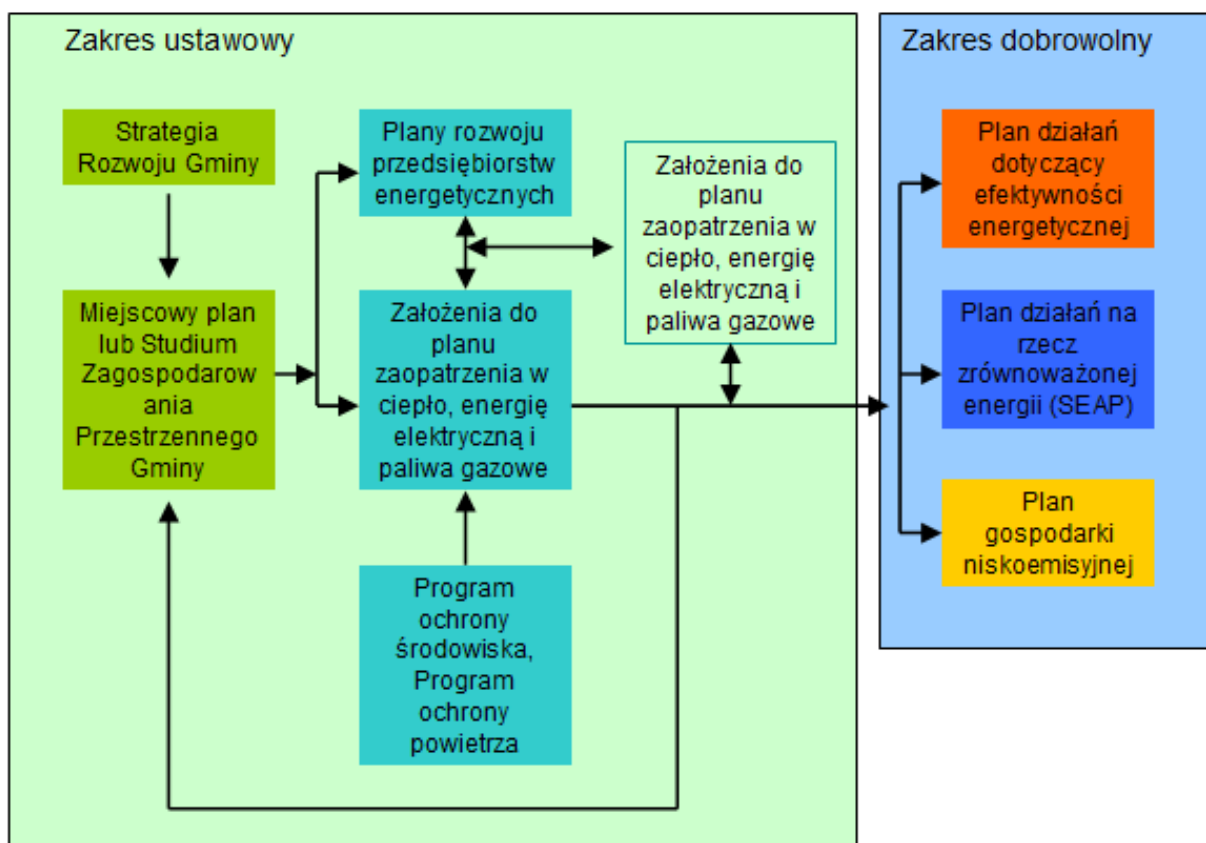 Zakres ustawowy
Strategia
Rozwoju Gminy
Miejscowy plan
lub Studium
Zagospodarow
ania
Przestrzennego
Gminy
Plany rozwoju
przedsiębiorstw
energetycznych
Założenia do
planu
zaopatrzenia w
ciepło, energię
elektryczną i
paliwa gazowe
Program
ochrony
środowiska,
Program
ochrony
powietrza
Założenia do
planu
zaopatrzenia w
ciepło, energię
elektryczną i
paliwa gazowe
Zakres dobrowolny
Plan działań
dotyczący
efektywności
energetycznej
Plan działań na
rzecz
zrównoważonej
energii (SEAP)
Plan
gospodarki
niskoemisyjnej